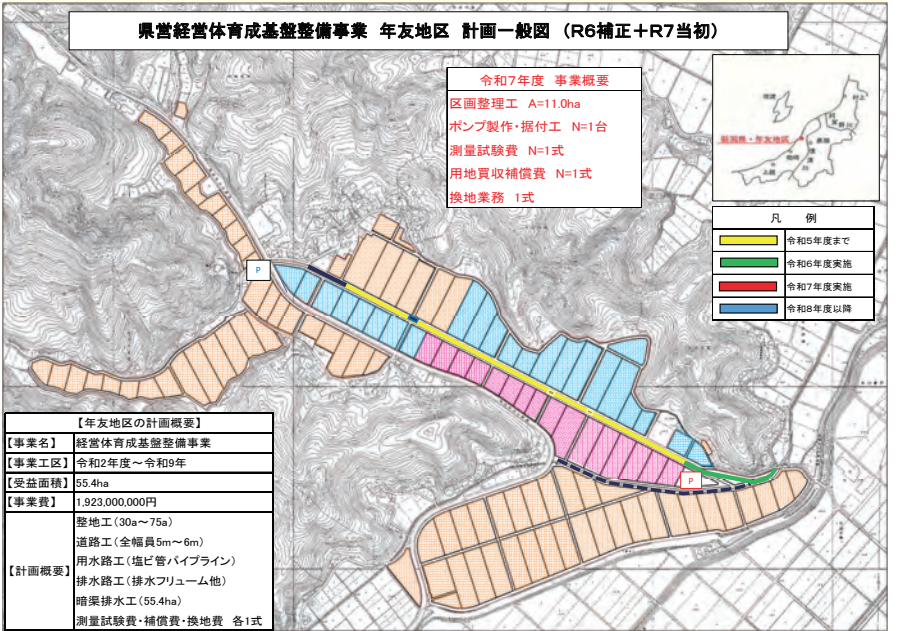 県営経営体育成基盤整備事業 年友地区 計画一般図 (R6補正+R7当初)
令和7年度 事業概要
区画整理工 A=11.0ha
ポンプ製作・据付工 N=1台
測量試験費 N=1式
用地買収補償費 N=1式
換地業務 1式
村上
新潟県・年友地区
上越
凡 例
令和5年度まで
令和6年度実施
令和7年度実施
令和8年度以降
P
P
【年友地区の計画概要】
【事業名】 経営体育成基盤整備事業
【事業工区】 令和2年度～令和9年
【受益面積】 55.4ha
【事業費】 1,923,000,000円
【計画概要】
整地工(30a～75a)
道路工(全幅員5m～6m)
用水路工(塩ビ管パイプライン)
排水路工(排水フリューム他)
暗渠排水工(55.4ha)
測量試験費・補償費・換地費 各1式